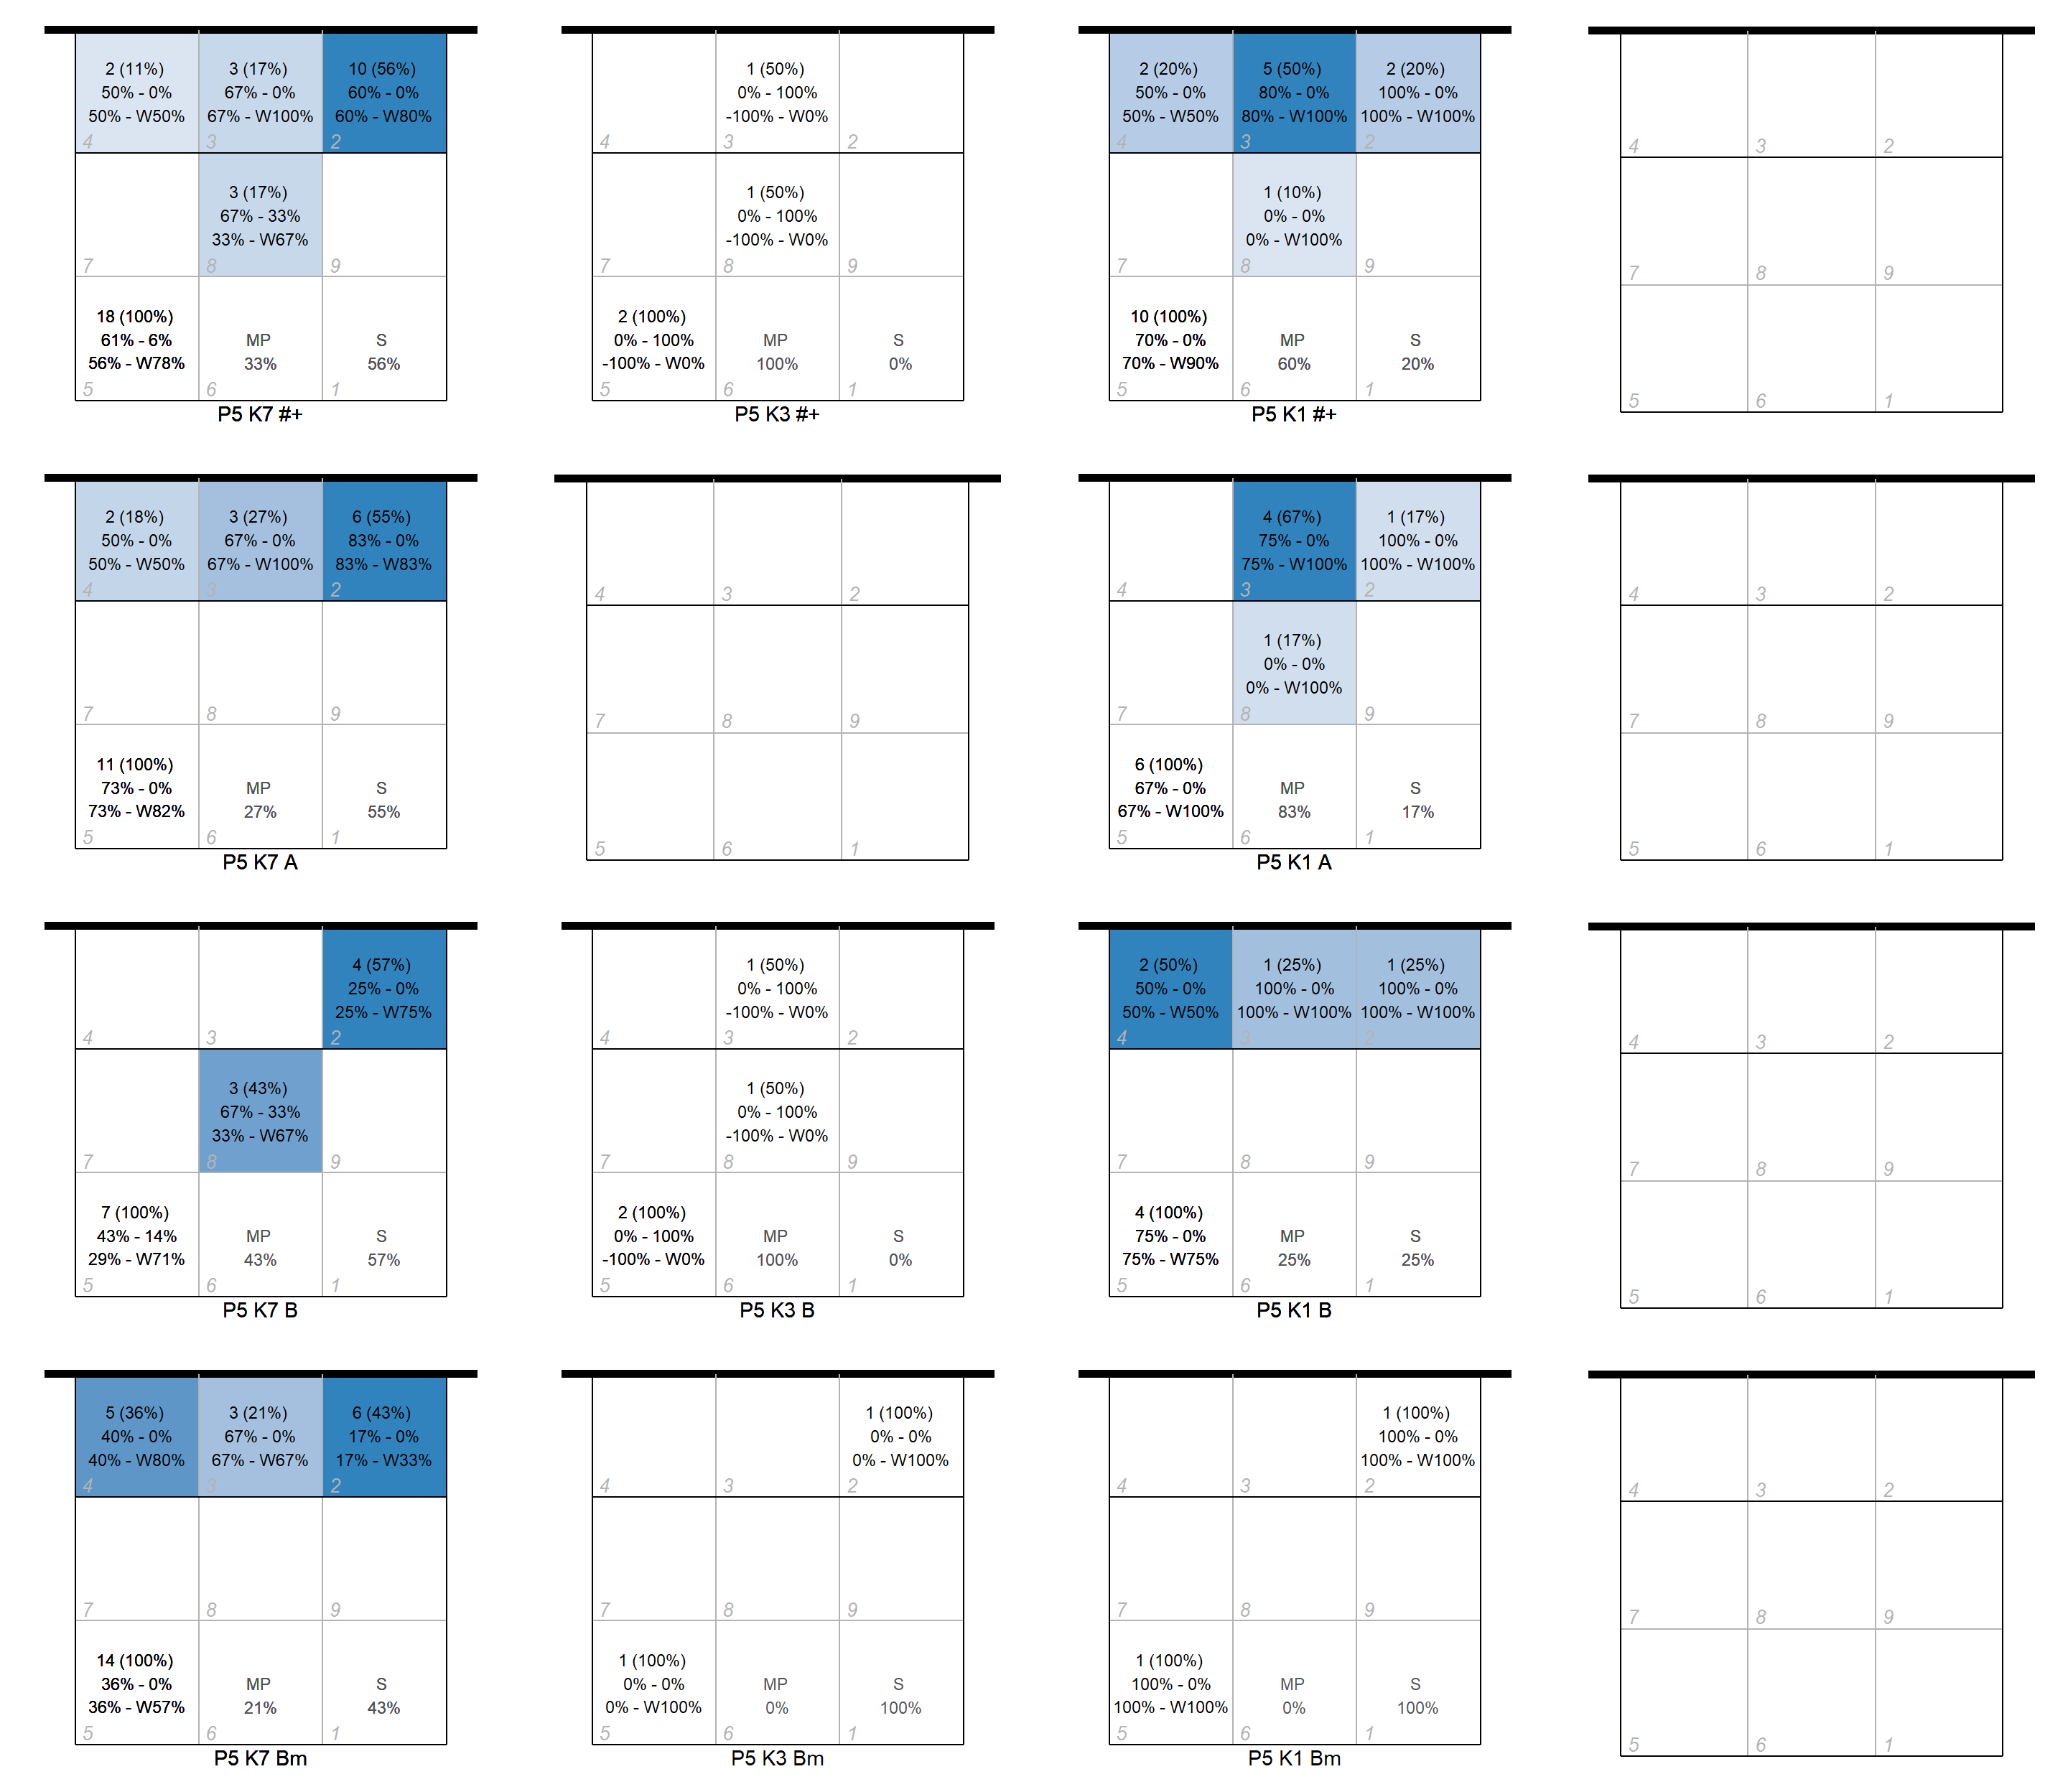 2 (11%)
50% - 0%
50% - W50%
4
3 (17%)
67% - 0%
67% - W100%
3
10 (56%)
60% - 0%
60% - W80%
2
7
3 (17%)
67% - 33%
33% - W67%
8
9
18 (100%)
61% - 6%
56% - W78%
5
MP
33%
6
S
56%
1
P5 K7 #+
4
1 (50%)
0% - 100%
-100% - W0%
3
2
7
1 (50%)
0% - 100%
-100% - W0%
8
9
2 (100%)
0% - 100%
-100% - W0%
5
MP
100%
6
S
0%
1
P5 K3 #+
2 (20%)
50% - 0%
50% - W50%
4
5 (50%)
80% - 0%
80% - W100%
3
2 (20%)
100% - 0%
100% - W100%
2
7
1 (10%)
0% - 0%
0% - W100%
8
9
10 (100%)
70% - 0%
70% - W90%
5
MP
60%
6
S
20%
1
P5 K1 #+
4
3
2
7
8
9
5
6
1
2 (18%)
50% - 0%
50% - W50%
4
3 (27%)
67% - 0%
67% - W100%
3
6 (55%)
83% - 0%
83% - W83%
2
7
8
9
11 (100%)
73% - 0%
73% - W82%
5
MP
27%
6
S
55%
1
P5 K7 A
4
3
2
7
8
9
5
6
1
4
4 (67%)
75% - 0%
75% - W100%
3
1 (17%)
100% - 0%
100% - W100%
2
7
1 (17%)
0% - 0%
0% - W100%
8
9
6 (100%)
67% - 0%
67% - W100%
5
MP
83%
6
S
17%
1
P5 K1 A
4
3
2
7
8
9
5
6
1
4
3
4 (57%)
25% - 0%
25% - W75%
2
7
3 (43%)
67% - 33%
33% - W67%
8
9
7 (100%)
43% - 14%
29% - W71%
5
MP
43%
6
S
57%
1
P5 K7 B
4
1 (50%)
0% - 100%
-100% - W0%
3
2
7
1 (50%)
0% - 100%
-100% - W0%
8
9
2 (100%)
0% - 100%
-100% - W0%
5
MP
100%
6
S
0%
1
P5 K3 B
2 (50%)
50% - 0%
50% - W50%
4
1 (25%)
100% - 0%
100% - W100%
3
1 (25%)
100% - 0%
100% - W100%
2
7
8
9
4 (100%)
75% - 0%
75% - W75%
5
MP
25%
6
S
25%
1
P5 K1 B
4
3
2
7
8
9
5
6
1
5 (36%)
40% - 0%
40% - W80%
4
3 (21%)
67% - 0%
67% - W67%
3
6 (43%)
17% - 0%
17% - W33%
2
7
8
9
14 (100%)
36% - 0%
36% - W57%
5
MP
21%
6
S
43%
1
P5 K7 Bm
4
3
1 (100%)
0% - 0%
0% - W100%
2
7
8
9
1 (100%)
0% - 0%
0% - W100%
5
MP
0%
6
S
100%
1
P5 K3 Bm
4
3
1 (100%)
100% - 0%
100% - W100%
2
7
8
9
1 (100%)
100% - 0%
100% - W100%
5
MP
0%
6
S
100%
1
P5 K1 Bm
4
3
2
7
8
9
5
6
1